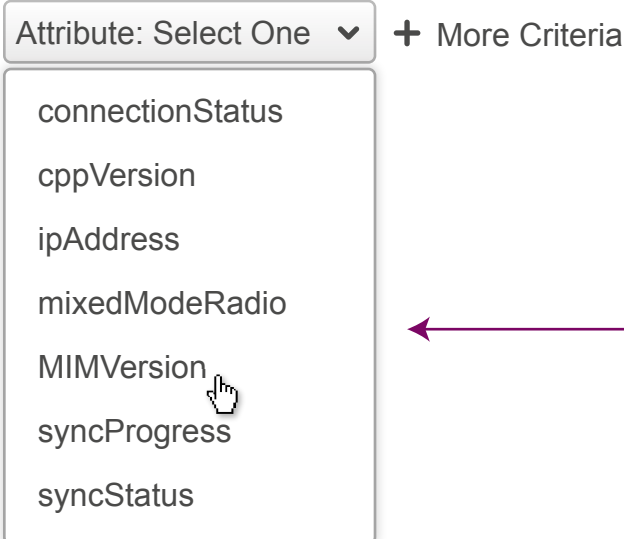 Attribute: Select One + More Criteria
connectionStatus
cppVersion
ipAddress
mixedModeRadio
MIMVersion
syncProgress
syncStatus